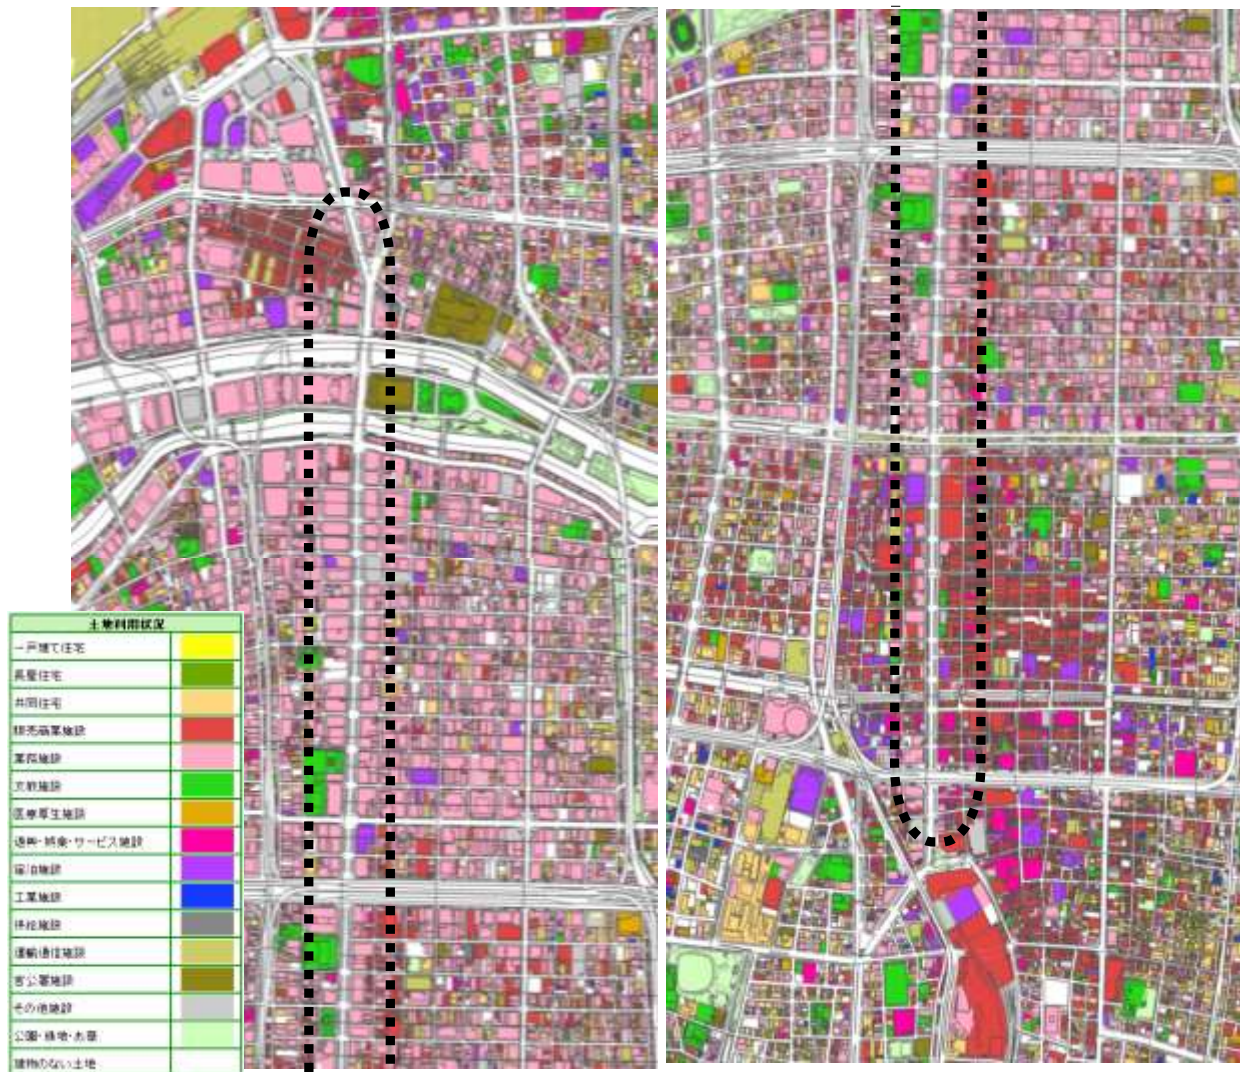 土地利用状況
一戸建て住宅
長屋住宅
共同住宅
販売商業施設
業務施設
文教施設
医療厚生施設
遊興・娯楽・サービス施設
宿泊施設
工業施設
供給施設
運輸通信施設
官公署施設
その他施設
公園・緑地・水面
建物のない土地